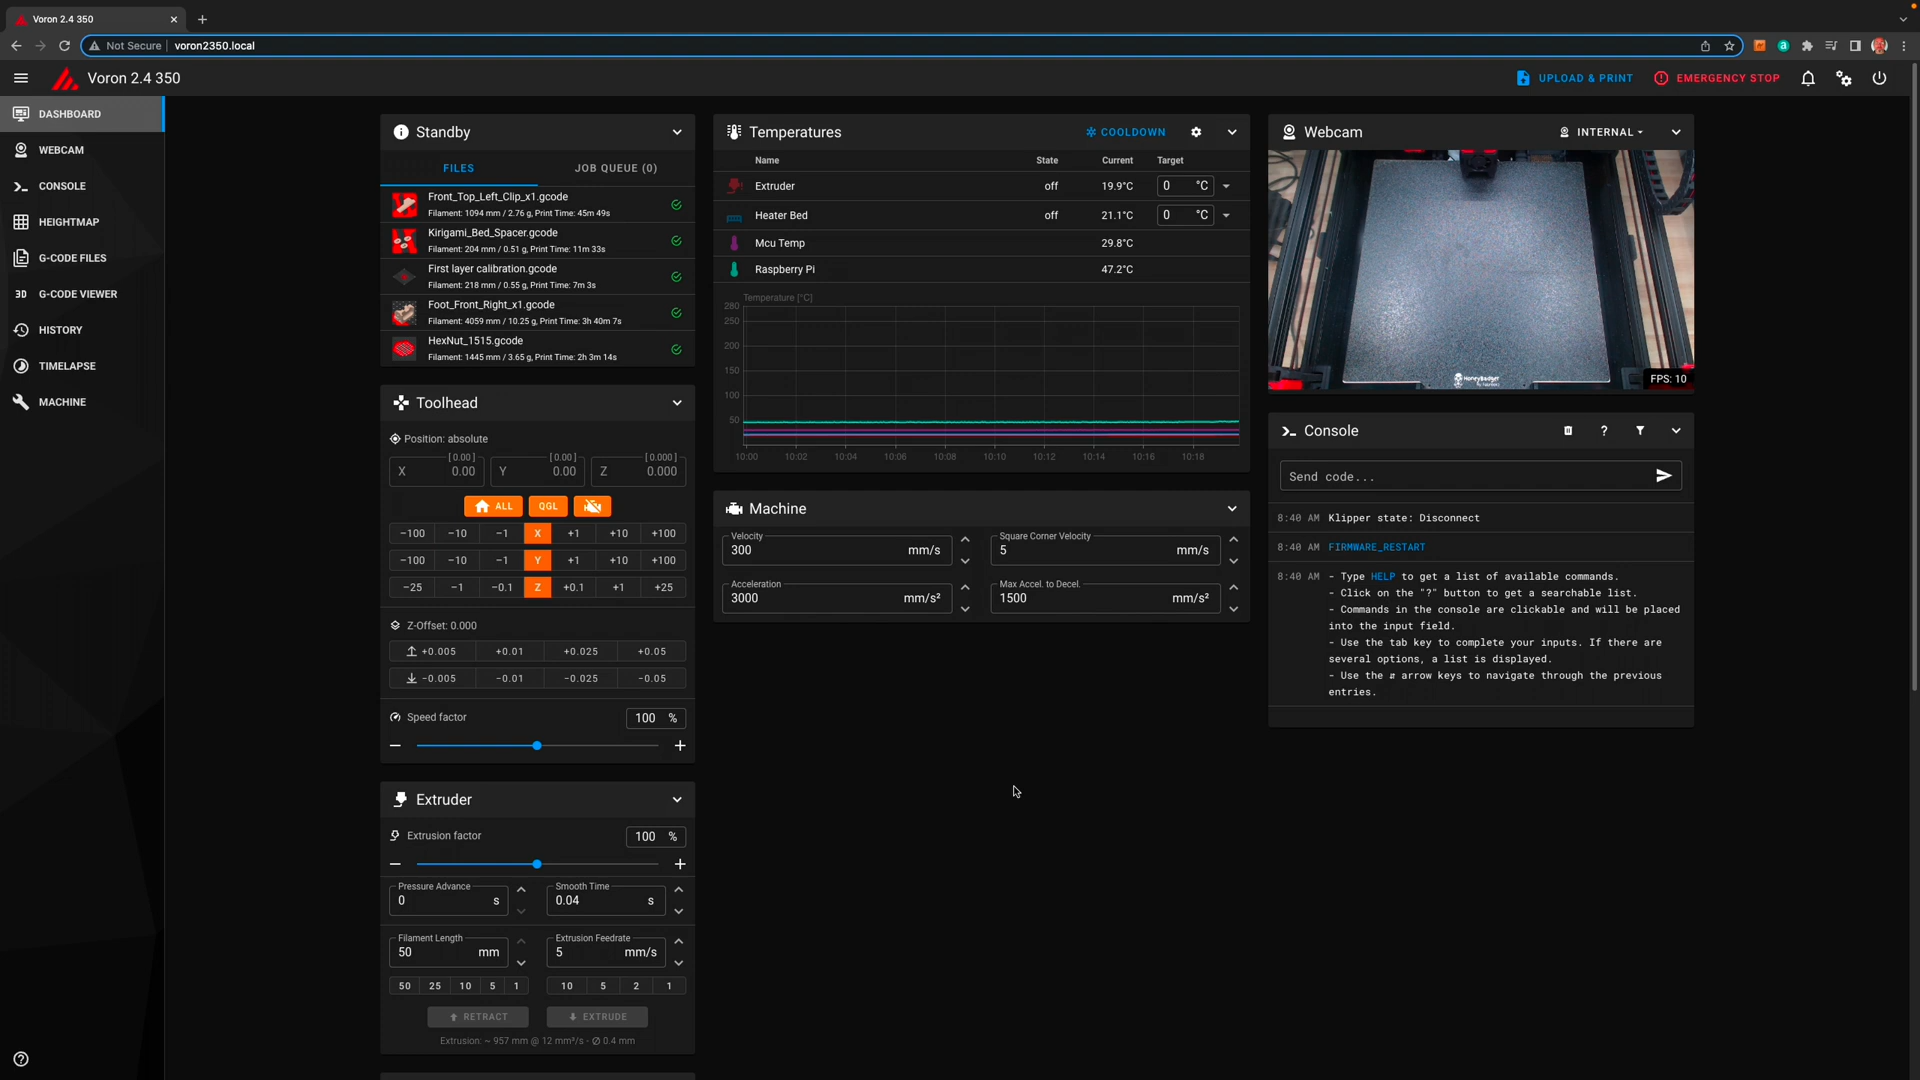 Voron 2.4 350
Not Secure
voron2350.local
Voron 2.4 350
UPLOAD & PRINT
EMERGENCY STOP
DASHBOARD
WEBCAM
CONSOLE
HEIGHTMAP
G-CODE FILES
3D G-CODE VIEWER
HISTORY
TIMELAPSE
MACHINE
Standby
FILES JOB QUEUE (0)
Front_Top_Left_Clip_x1.gcode
Filament: 1094 mm / 2.76 g, Print Time: 45m 49s
Kirigami_Bed_Spacer.gcode
Filament: 204 mm / 0.51 g, Print Time: 11m 33s
First layer calibration.gcode
Filament: 218 mm / 0.55 g, Print Time: 7m 3s
Foot_Front_Right_x1.gcode
Filament: 4059 mm / 10.25 g, Print Time: 3h 40m 7s
HexNut_1515.gcode
Filament: 1445 mm / 3.65 g, Print Time: 2h 3m 14s
Toolhead
Position: absolute
[ 0.00 ] [ 0.00 ] [ 0.000 ]
X 0.00 Y 0.00 Z 0.000
ALL QGL
−100 −10 −1 X +1 +10 +100
−100 −10 −1 Y +1 +10 +100
−25 −1 −0.1 Z +0.1 +1 +25
Z-Offset: 0.000
+0.005 +0.01 +0.025 +0.05
−0.005 −0.01 −0.025 −0.05
Speed factor 100 %
Extruder
Extrusion factor 100 %
Pressure Advance Smooth Time
0 s 0.04 s
Filament Length Extrusion Feedrate
50 mm 5 mm/s
50 25 10 5 1 10 5 2 1
RETRACT EXTRUDE
Extrusion: ~ 957 mm @ 12 mm³/s - ∅ 0.4 mm
Temperatures
COOLDOWN
Name State Current Target
Extruder off 19.9°C 0 °C
Heater Bed off 21.1°C 0 °C
Mcu Temp 29.8°C
Raspberry Pi 47.2°C
Temperature [°C]
280
250
200
150
100
50
10:00 10:02 10:04 10:06 10:08 10:10 10:12 10:14 10:16 10:18
Machine
Velocity Square Corner Velocity
300 mm/s 5 mm/s
Acceleration Max Accel. to Decel.
3000 mm/s² 1500 mm/s²
Webcam
INTERNAL
HoneyBadger
FPS: 10
Console
Send code...
8:40 AM Klipper state: Disconnect
8:40 AM FIRMWARE_RESTART
8:40 AM - Type HELP to get a list of available commands.
- Click on the "?" button to get a searchable list.
- Commands in the console are clickable and will be placed
into the input field.
- Use the tab key to complete your inputs. If there are
several options, a list is displayed.
- Use the ⇵ arrow keys to navigate through the previous
entries.